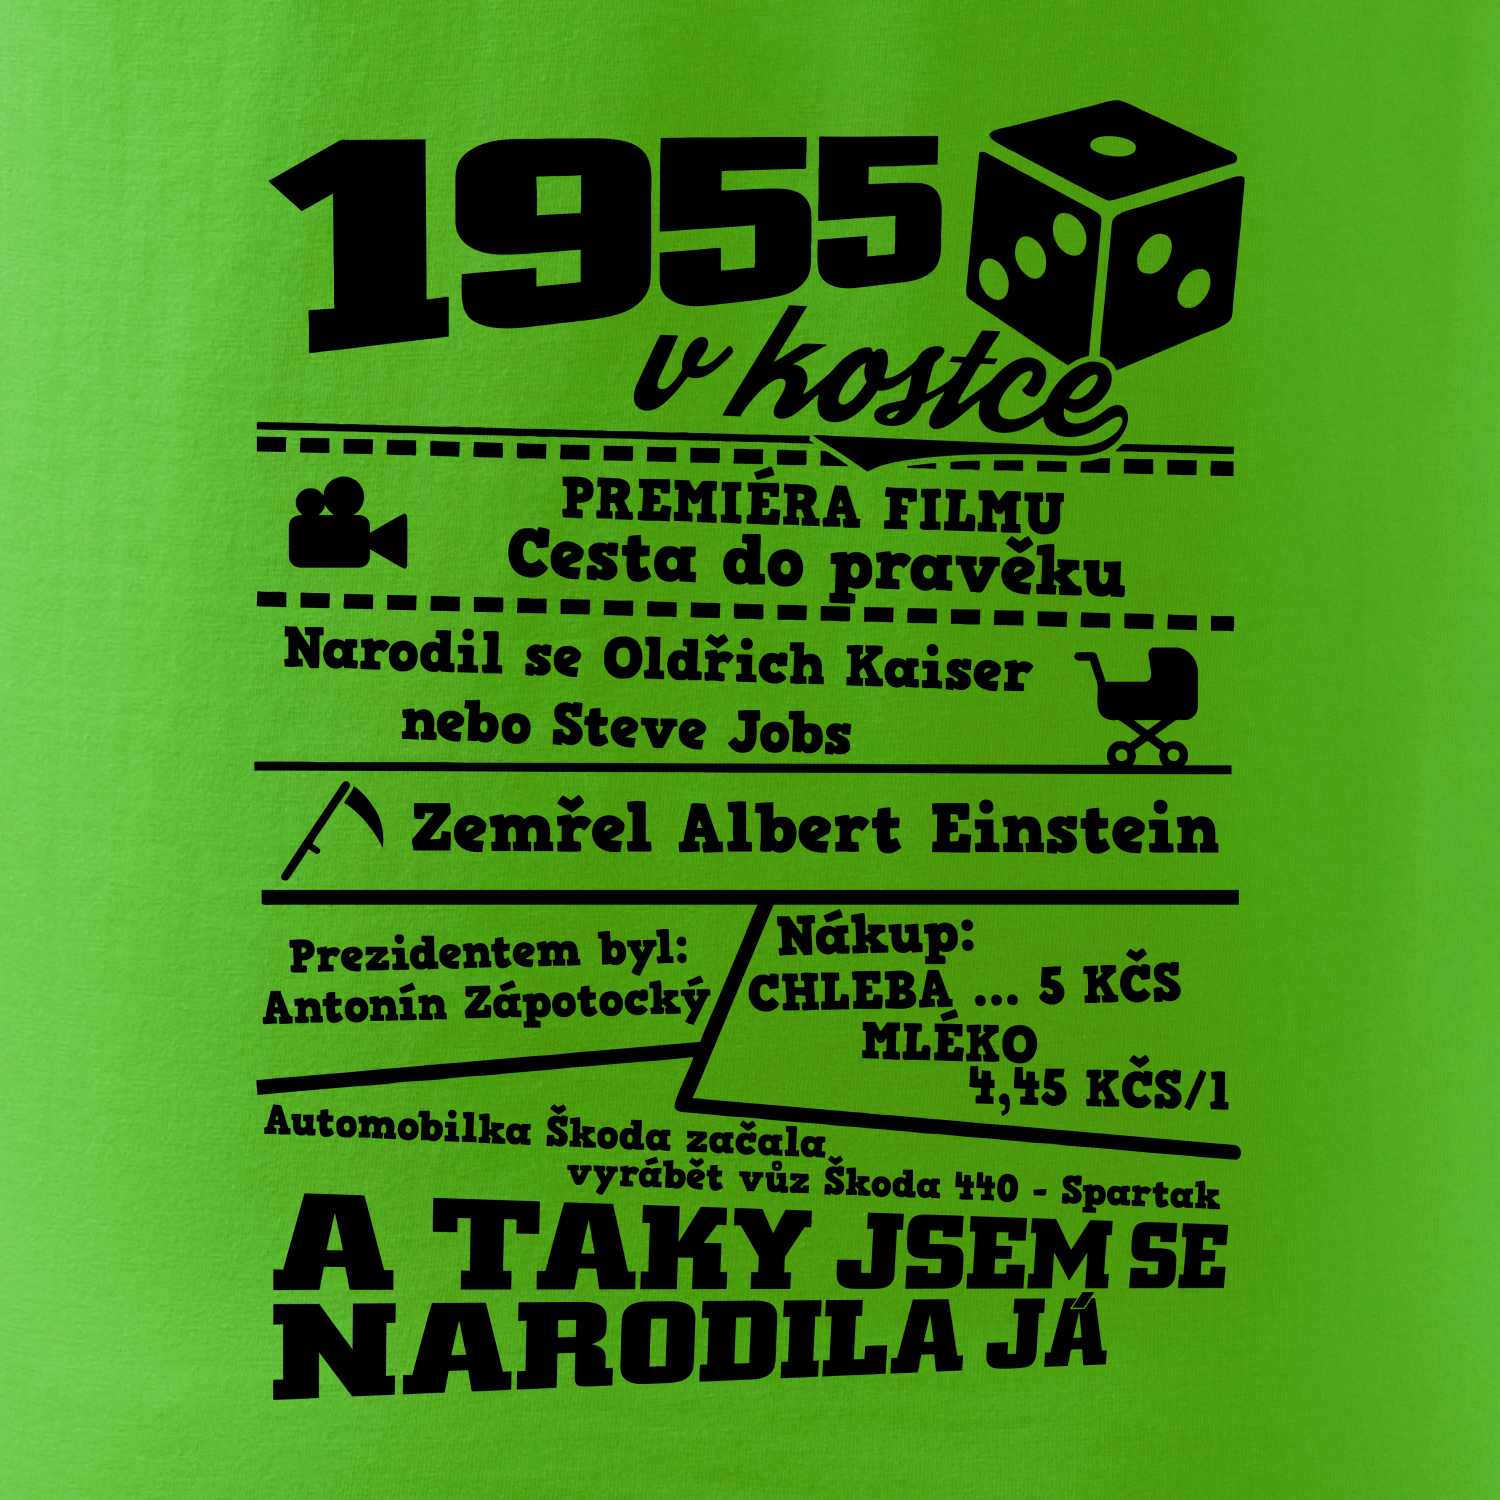 1955
v kostce
PREMIÉRA FILMU
Cesta do pravěku
Narodil se Oldřich Kaiser
nebo Steve Jobs
Zemřel Albert Einstein
Prezidentem byl:
Antonín Zápotocký
Nákup:
CHLEBA ... 5 KČS
MLÉKO
4,45 KČS/l
Automobilka Škoda začala
vyrábět vůz Škoda 440 - Spartak
A TAKY JSEM SE
NARODILA JÁ